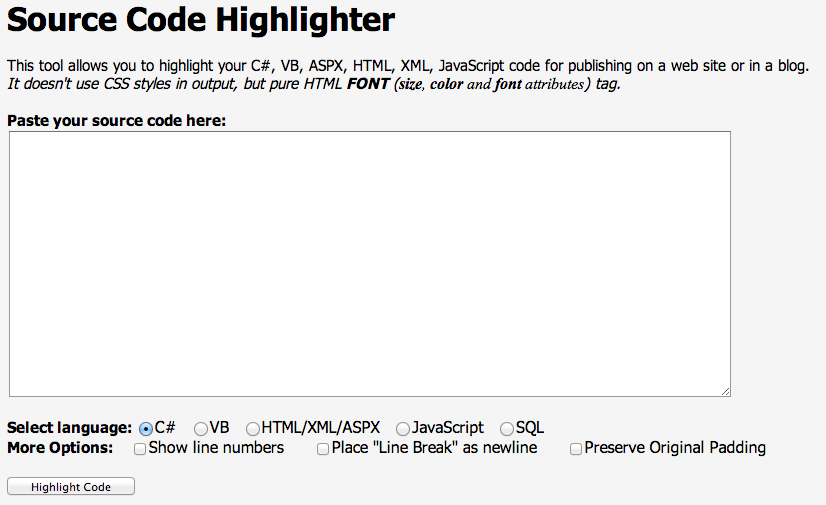 Source Code Highlighter
This tool allows you to highlight your C#, VB, ASPX, HTML, XML, JavaScript code for publishing on a web site or in a blog.
It doesn't use CSS styles in output, but pure HTML FONT (size, color and font attributes) tag.
Paste your source code here:
Select language: C# VB HTML/XML/ASPX JavaScript SQL
More Options: Show line numbers Place "Line Break" as newline Preserve Original Padding
Highlight Code